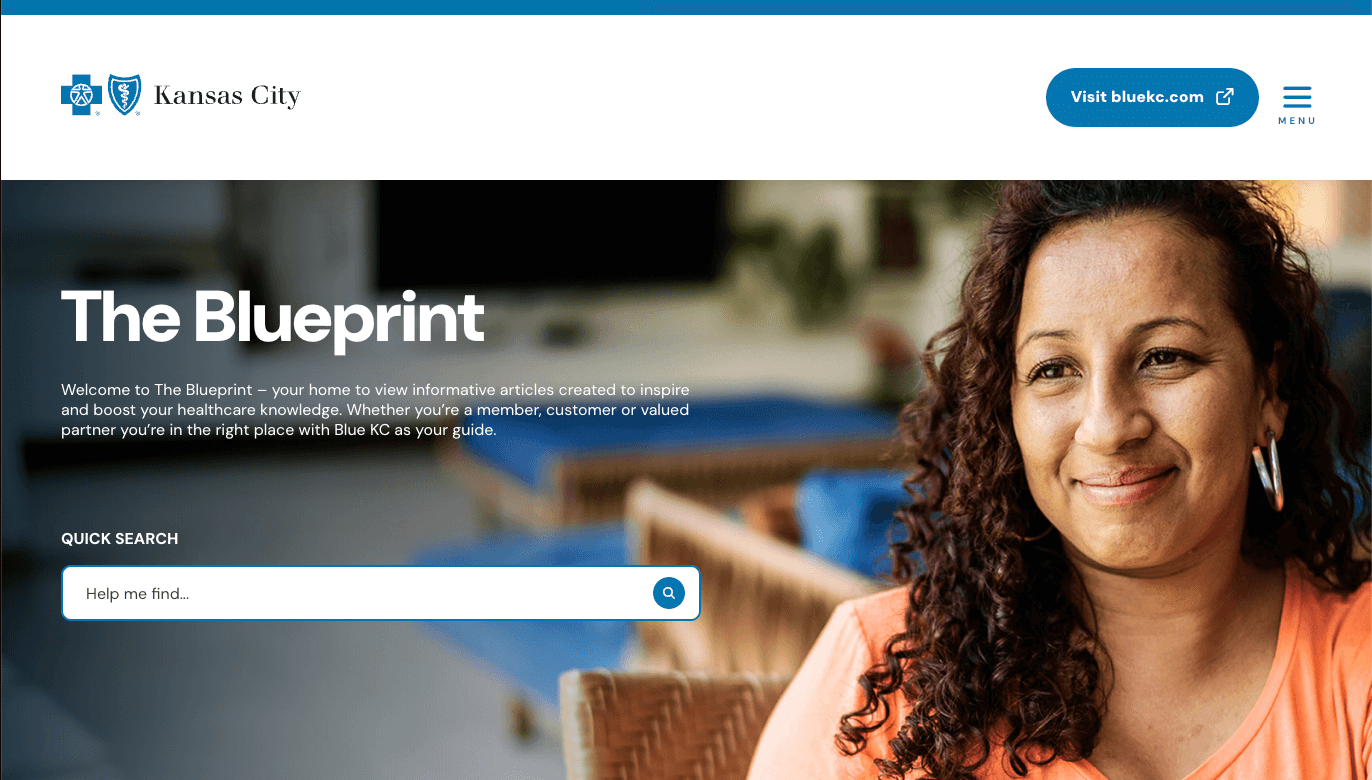 Kansas City
Visit bluekc.com
MENU
The Blueprint
Welcome to The Blueprint – your home to view informative articles created to inspire
and boost your healthcare knowledge. Whether you’re a member, customer or valued
partner you’re in the right place with Blue KC as your guide.
QUICK SEARCH
Help me find...